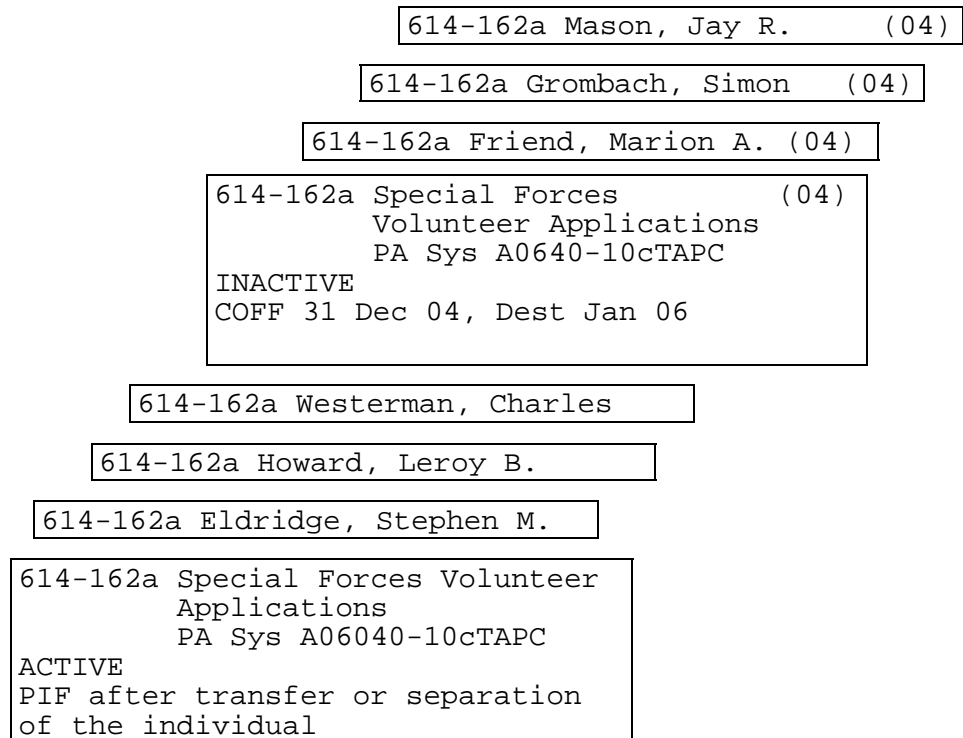 614-162a Mason, Jay R. (04)
614-162a Grombach, Simon (04)
614-162a Friend, Marion A. (04)
614-162a Special Forces (04)
Volunteer Applications
PA Sys A0640-10cTAPC
INACTIVE
COFF 31 Dec 04, Dest Jan 06
614-162a Westerman, Charles
614-162a Howard, Leroy B.
614-162a Eldridge, Stephen M.
614-162a Special Forces Volunteer
Applications
PA Sys A06040-10cTAPC
ACTIVE
PIF after transfer or separation
of the individual